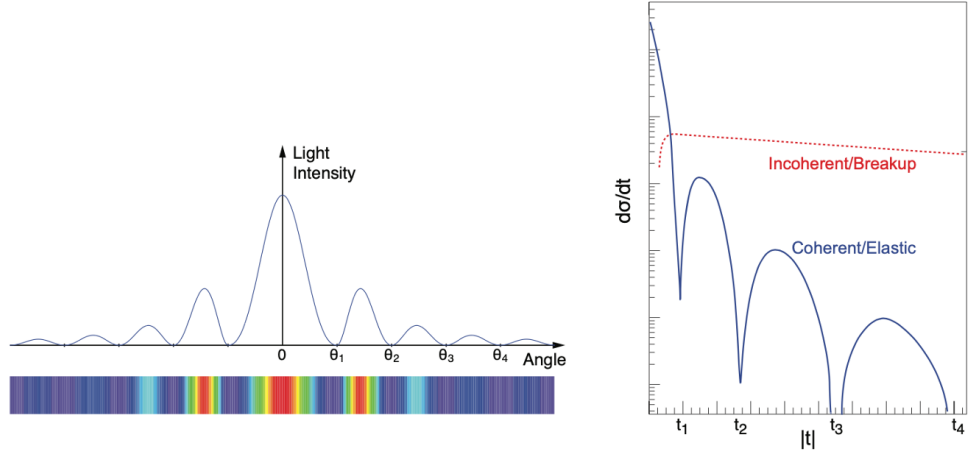 Light
Intensity
0
θ1
θ2
θ3
θ4
Angle
dσ/dt
Incoherent/Breakup
Coherent/Elastic
t1
t2
t3
t4
|t|